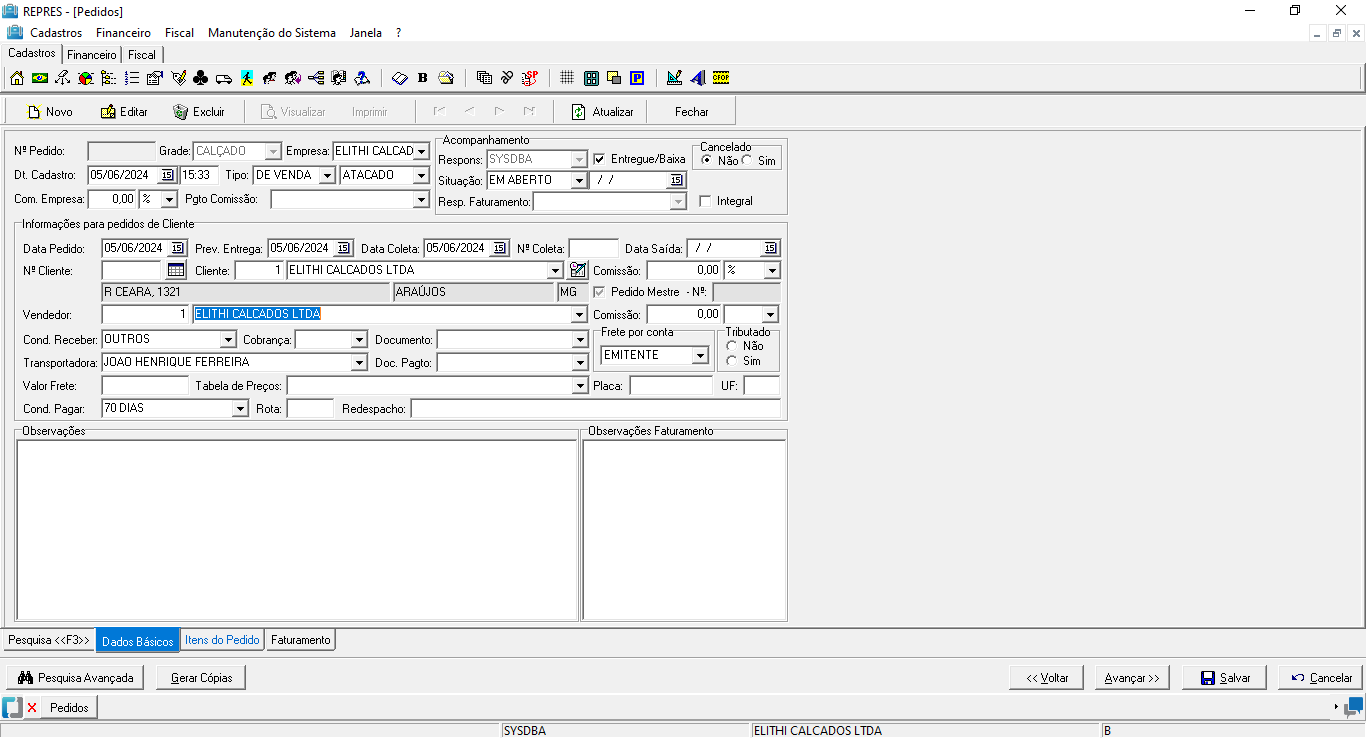 REPRES - [Pedidos]
Cadastros Financeiro Fiscal Manutenção do Sistema Janela ?
Cadastros Financeiro Fiscal
B SP P CFOP
Novo Editar Excluir Visualizar Imprimir Atualizar Fechar
Acompanhamento
Nº Pedido: Grade: CALÇADO Empresa: ELITHI CALCAD Respons: SYSDBA Entregue/Baixa Cancelado Não Sim
Dt. Cadastro: 05/06/2024 15 15:33 Tipo: DE VENDA ATACADO Situação: EM ABERTO / / 15
Com. Empresa: 0,00 % Pgto Comissão: Resp. Faturamento: Integral
Informações para pedidos de Cliente
Data Pedido: 05/06/2024 15 Prev. Entrega: 05/06/2024 15 Data Coleta: 05/06/2024 15 Nº Coleta: Data Saída: / / 15
Nº Cliente: Cliente: 1 ELITHI CALCADOS LTDA Comissão: 0,00 %
R CEARA, 1321 ARAÚJOS MG Pedido Mestre - Nº:
Vendedor: 1 ELITHI CALCADOS LTDA Comissão: 0,00
Cond. Receber: OUTROS Cobrança: Documento: Frete por conta Tributado
Não
Transportadora: JOAO HENRIQUE FERREIRA Doc. Pagto: EMITENTE Sim
Valor Frete: Tabela de Preços: Placa: UF:
Cond. Pagar: 70 DIAS Rota: Redespacho:
Observações Observações Faturamento
Pesquisa <<F3>> Dados Básicos Itens do Pedido Faturamento
Pesquisa Avançada Gerar Cópias << Voltar Avançar >> Salvar Cancelar
Pedidos
SYSDBA ELITHI CALCADOS LTDA B